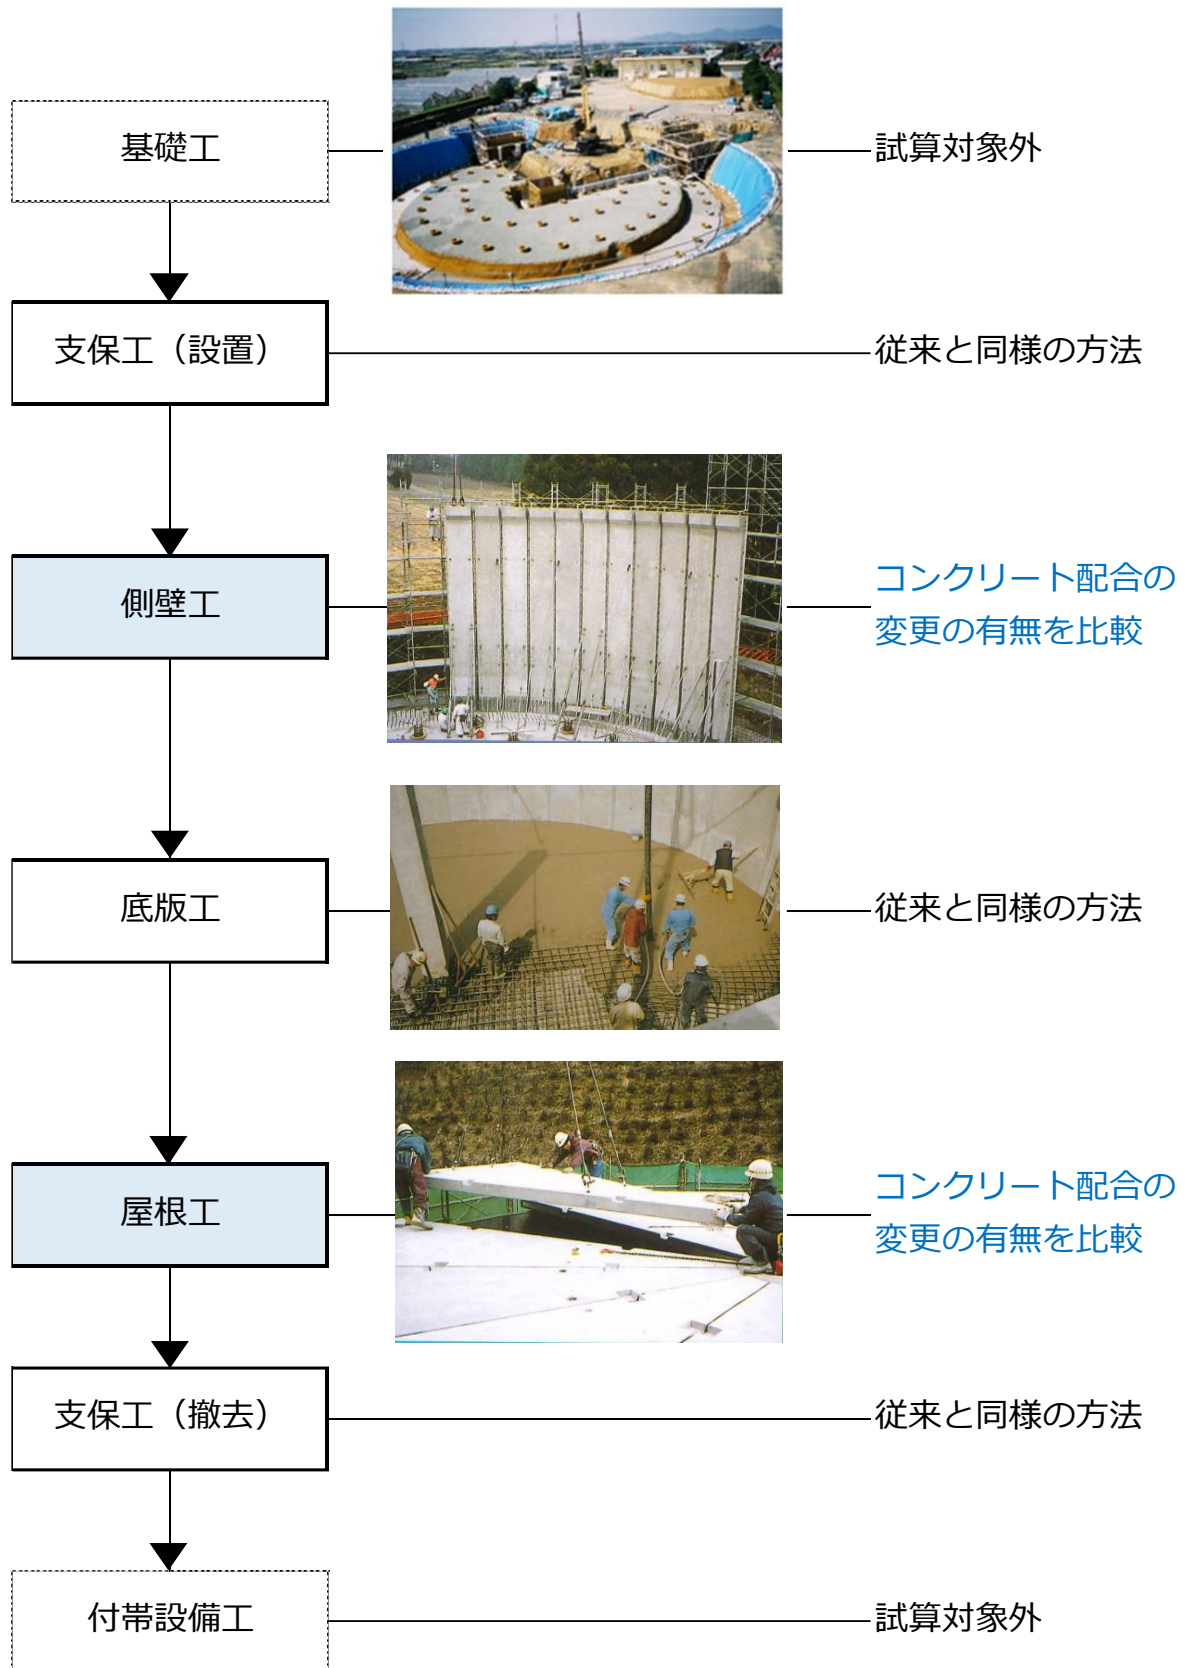 基礎工
試算対象外
支保工（設置）
従来と同様の方法
側壁工
コンクリート配合の
変更の有無を比較
底版工
従来と同様の方法
屋根工
コンクリート配合の
変更の有無を比較
支保工（撤去）
従来と同様の方法
付帯設備工
試算対象外